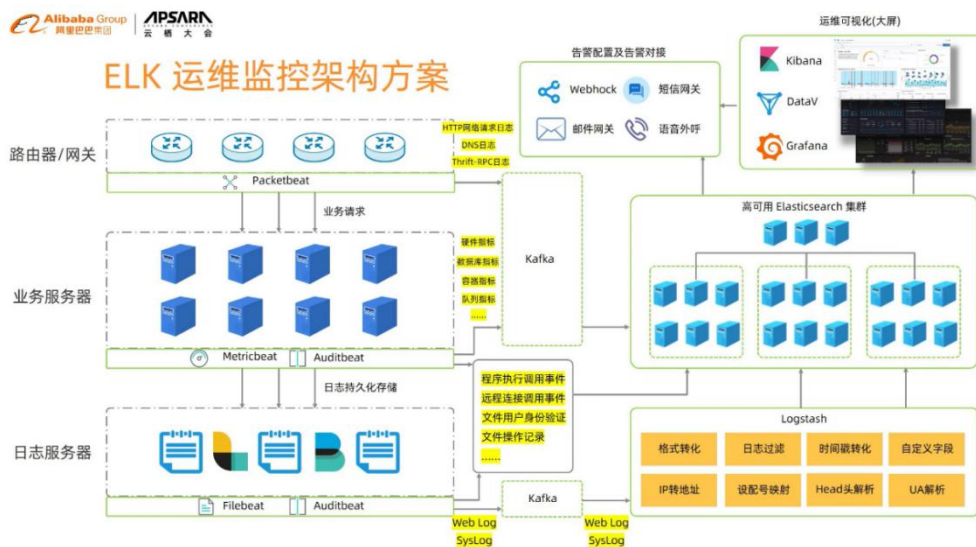 Alibaba Group
阿里巴巴集团
APSARA
云栖大会
ELK 运维监控架构方案
告警配置及告警对接
Webhock
短信网关
邮件网关
语音外呼
运维可视化(大屏)
Kibana
DataV
Grafana
路由器/网关
HTTP网络请求日志
DNS日志
Thrift-RPC日志
Packetbeat
业务请求
业务服务器
硬件指标
数据库指标
容器指标
队列指标
......
Kafka
高可用 Elasticsearch 集群
Metricbeat
Auditbeat
日志持久化存储
程序执行调用事件
远程连接调用事件
文件用户身份验证
文件操作记录
......
日志服务器
Filebeat
Auditbeat
Kafka
Web Log
SysLog
Web Log
SysLog
Logstash
格式转化
日志过滤
时间戳转化
自定义字段
IP转地址
设配号映射
Head头解析
UA解析